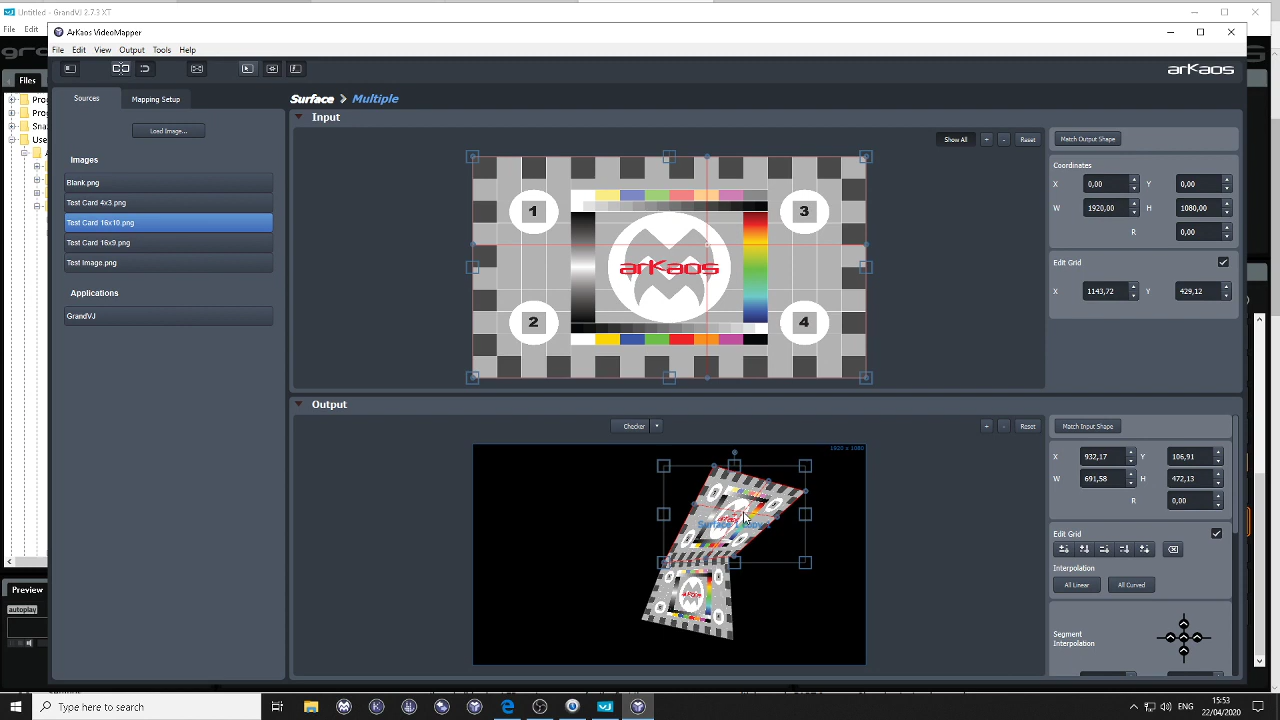 Untitled - GrandVJ 2.7.3 XT
File Edit
ArKaos VideoMapper
File Edit View Output Tools Help
arKaos
Files
Sources
Mapping Setup
Surface > Multiple
Input
Load Image...
Show All
+
-
Reset
Match Output Shape
Images
Coordinates
Blank.png
X 0,00 Y 0,00
Test Card 4x3.png
W 1920,00 H 1080,00
Test Card 16x10.png
R 0,00
Test Card 16x9.png
Test Image.png
Edit Grid
Applications
X 1143,72 Y 429,12
GrandVJ
1
3
arKaos
2
4
Output
Checker
+
-
Reset
Match Input Shape
1920 x 1080
X 932,17 Y 106,91
W 691,58 H 472,13
R 0,00
Edit Grid
Interpolation
All Linear
All Curved
Segment
Interpolation
Preview
autoplay
Type here to search
15:53
22/04/2020